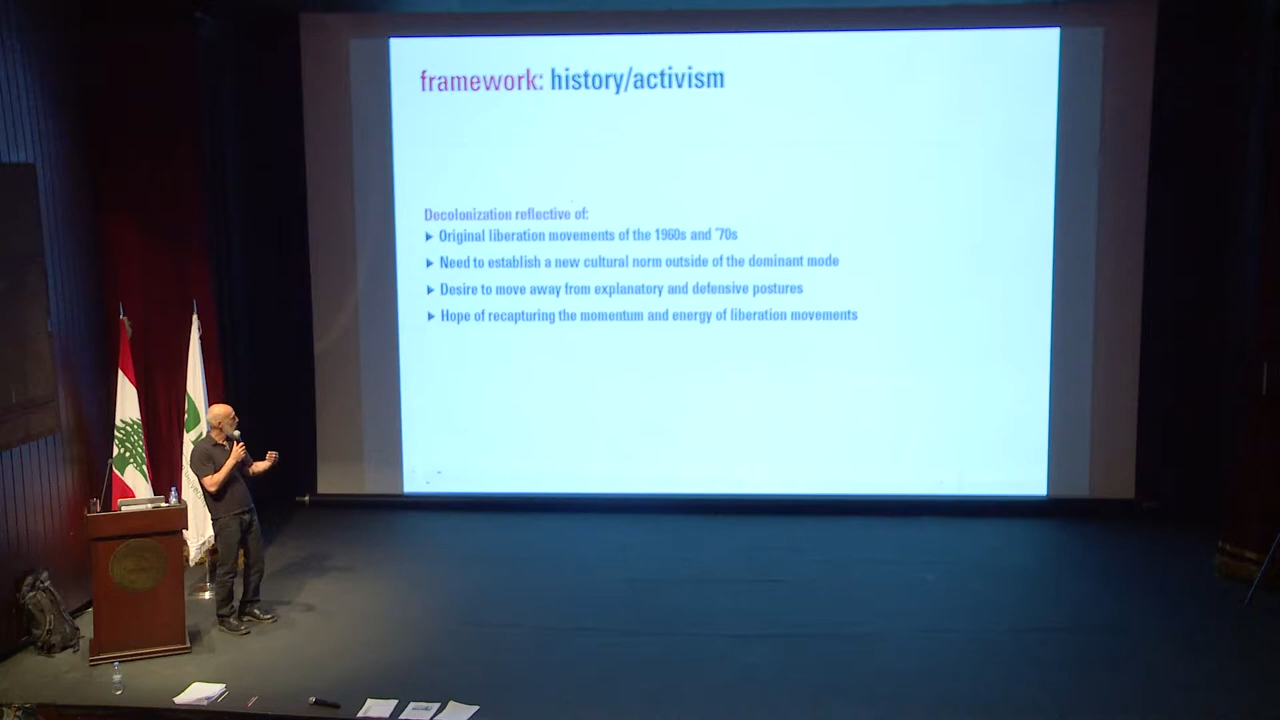 framework: history/activism
Decolonization reflective of:
▶ Original liberation movements of the 1960s and '70s
▶ Need to establish a new cultural norm outside of the dominant mode
▶ Desire to move away from explanatory and defensive postures
▶ Hope of recapturing the momentum and energy of liberation movements